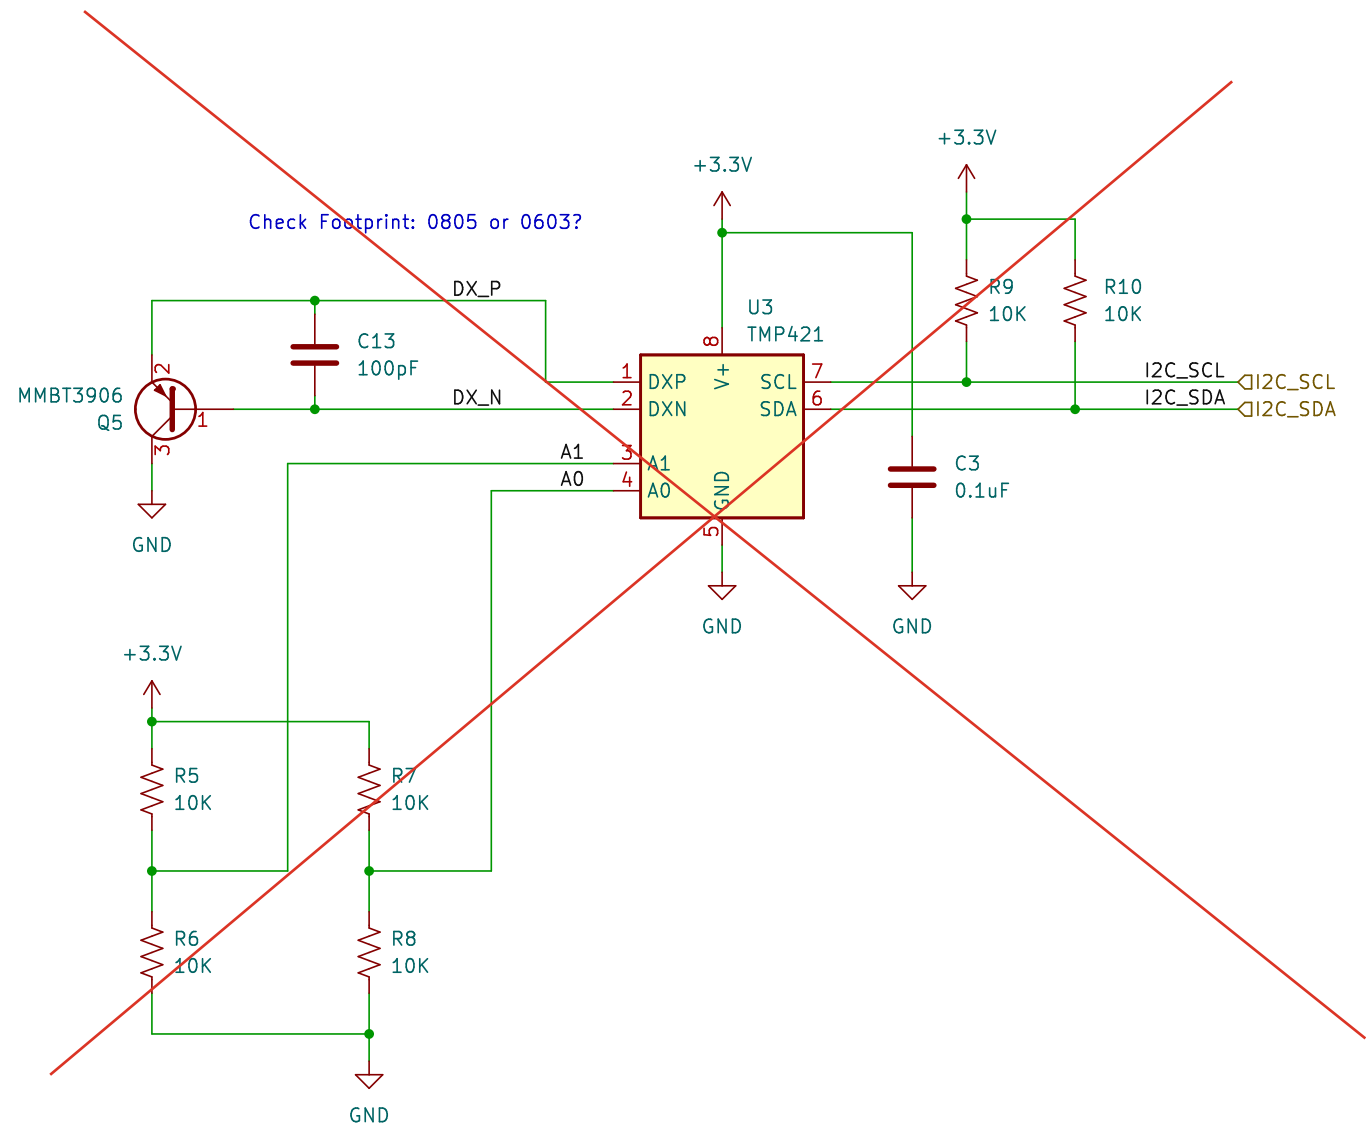 +3.3V
+3.3V
Check Footprint: 0805 or 0603?
DX_P
R9
10K
R10
10K
U3
TMP421
C13
100pF
8
2
MMBT3906
Q5
1
3
DX_N
1
DXP
2
DXN
V+
SCL
7
SDA
6
I2C_SCL
I2C_SCL
I2C_SDA
I2C_SDA
A1
3
A1
A0
4
A0
GND
5
C3
0.1uF
GND
GND
GND
+3.3V
R5
10K
R7
10K
R6
10K
R8
10K
GND